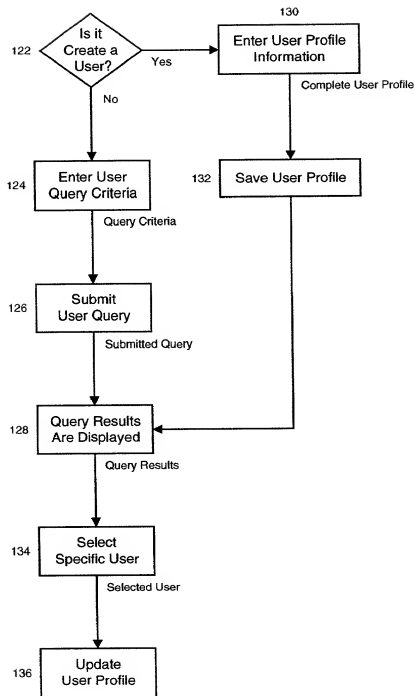 130
122
Is it
Create a
User?
Yes
Enter User Profile
Information
No
Complete User Profile
124
Enter User
Query Criteria
132
Save User Profile
Query Criteria
126
Submit
User Query
Submitted Query
128
Query Results
Are Displayed
Query Results
134
Select
Specific User
Selected User
136
Update
User Profile